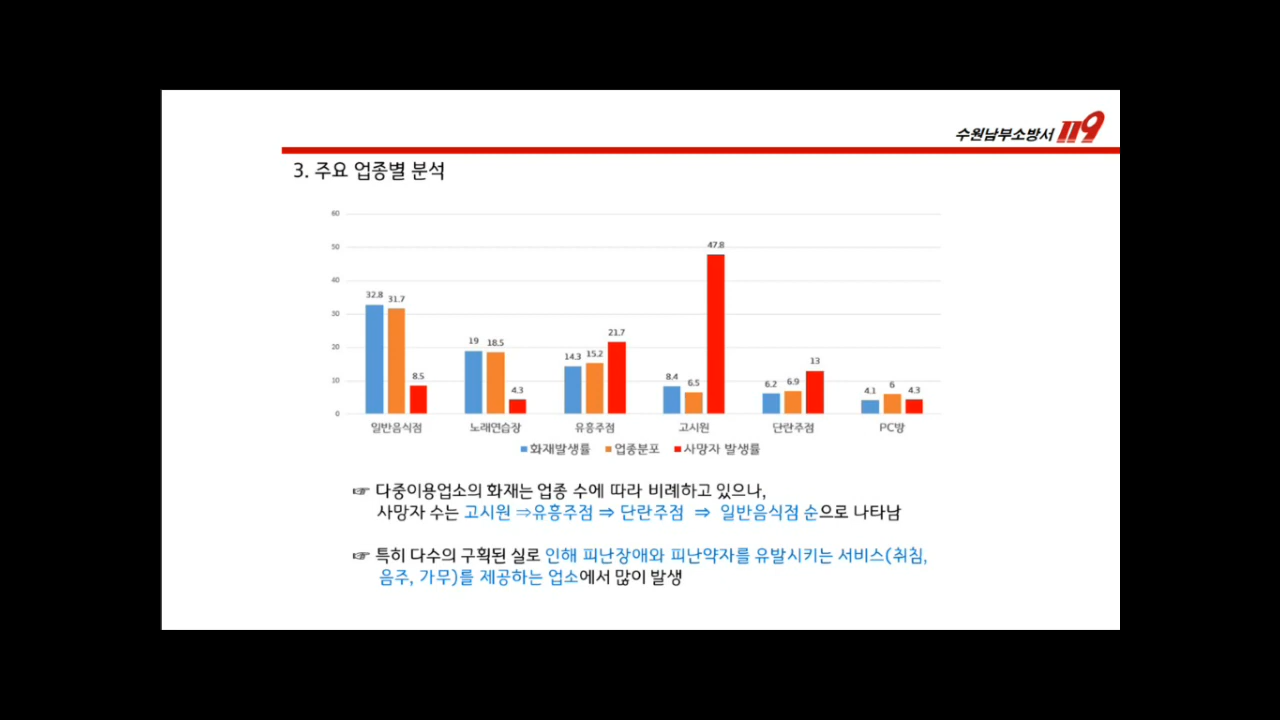 수원남부소방서 119
3. 주요 업종별 분석
60
50
40
30
20
10
0
32.8 31.7 8.5
19 18.5 4.3
14.3 15.2 21.7
8.4 6.5 47.8
6.2 6.9 13
4.1 6 4.3
일반음식점 노래연습장 유흥주점 고시원 단란주점 PC방
화재발생률 업종분포 사망자 발생률
☞ 다중이용업소의 화재는 업종 수에 따라 비례하고 있으나,
사망자 수는 고시원 ⇒유흥주점 ⇒ 단란주점 ⇒ 일반음식점 순으로 나타남
☞ 특히 다수의 구획된 실로 인해 피난장애와 피난약자를 유발시키는 서비스(취침,
음주, 가무)를 제공하는 업소에서 많이 발생